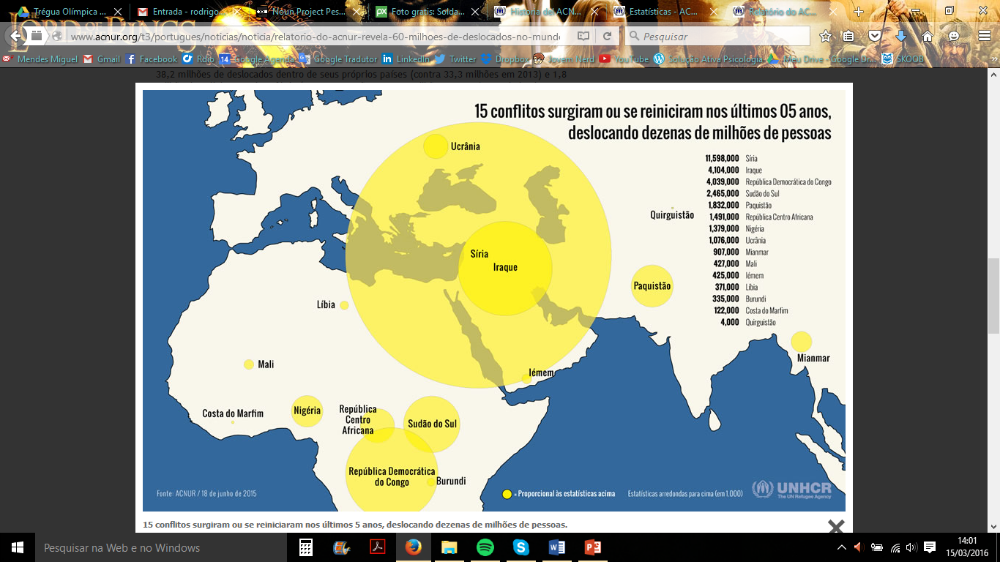 Trégua Olímpica ...
Entrada - rodrigo...
Noun Project Pes...
Foto gratis: Solda...
Historia del ACN...
Estatísticas - AC...
Relatório do AC...
www.acnur.org/t3/portugues/noticias/noticia/relatorio-do-acnur-revela-60-milhoes-de-deslocados-no-mundo
Pesquisar
Mendes Miguel
Gmail
Facebook
Rdio
14
Google Agenda
Google Tradutor
LinkedIn
Twitter
Dropbox
Jovem Nerd
YouTube
Solução Ativa Psicologia
Meu Drive - Google D...
SKOOB
38,2 milhões de deslocados dentro de seus próprios países (contra 33,3 milhões em 2013) e 1,8
15 conflitos surgiram ou se reiniciram nos últimos 05 anos,
deslocando dezenas de milhões de pessoas
11,598,000 Síria
4,104,000 Iraque
4,039,000 República Democrática do Congo
2,465,000 Sudão do Sul
1,832,000 Paquistão
1,491,000 República Centro Africana
1,379,000 Nigéria
1,076,000 Ucrânia
907,000 Mianmar
427,000 Mali
425,000 Iémem
371,000 Líbia
335,000 Burundi
122,000 Costa do Marfim
4,000 Quirguistão
Ucrânia
Quirguistão
Síria
Iraque
Paquistão
Líbia
Mianmar
Mali
Iémem
Costa do Marfim
Nigéria
República
Centro
Africana
Sudão do Sul
República Democrática
do Congo
Burundi
Fonte: ACNUR / 18 de junho de 2015
= Proporcional às estatísticas acima
Estatísticas arredondas para cima (em 1.000)
UNHCR
The UN Refugee Agency
15 conflitos surgiram ou se reiniciaram nos últimos 5 anos, deslocando dezenas de milhões de pessoas.
Pesquisar na Web e no Windows
14:01
15/03/2016